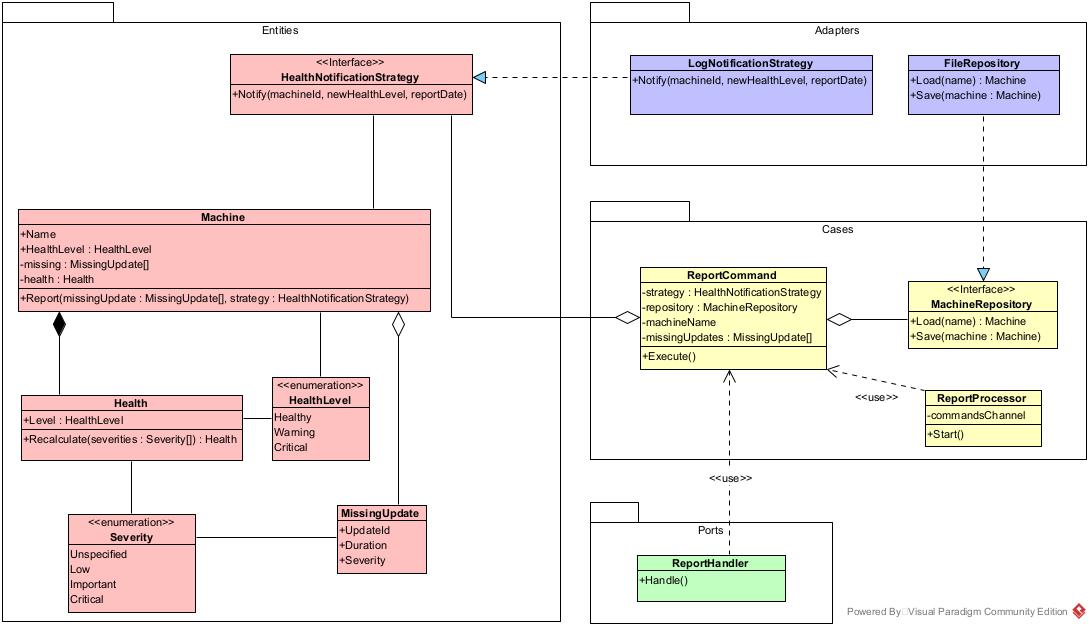 Entities
<<Interface>>
HealthNotificationStrategy
+Notify(machineId, newHealthLevel, reportDate)
Machine
+Name
+HealthLevel : HealthLevel
-missing : MissingUpdate[]
-health : Health
+Report(missingUpdate : MissingUpdate[], strategy : HealthNotificationStrategy)
Health
+Level : HealthLevel
+Recalculate(severities : Severity[]) : Health
<<enumeration>>
HealthLevel
Healthy
Warning
Critical
<<enumeration>>
Severity
Unspecified
Low
Important
Critical
MissingUpdate
+UpdateId
+Duration
+Severity
Adapters
LogNotificationStrategy
+Notify(machineId, newHealthLevel, reportDate)
FileRepository
+Load(name) : Machine
+Save(machine : Machine)
Cases
ReportCommand
-strategy : HealthNotificationStrategy
-repository : MachineRepository
-machineName
-missingUpdates : MissingUpdate[]
+Execute()
<<Interface>>
MachineRepository
+Load(name) : Machine
+Save(machine : Machine)
<<use>>
ReportProcessor
-commandsChannel
+Start()
<<use>>
Ports
ReportHandler
+Handle()
Powered By Visual Paradigm Community Edition